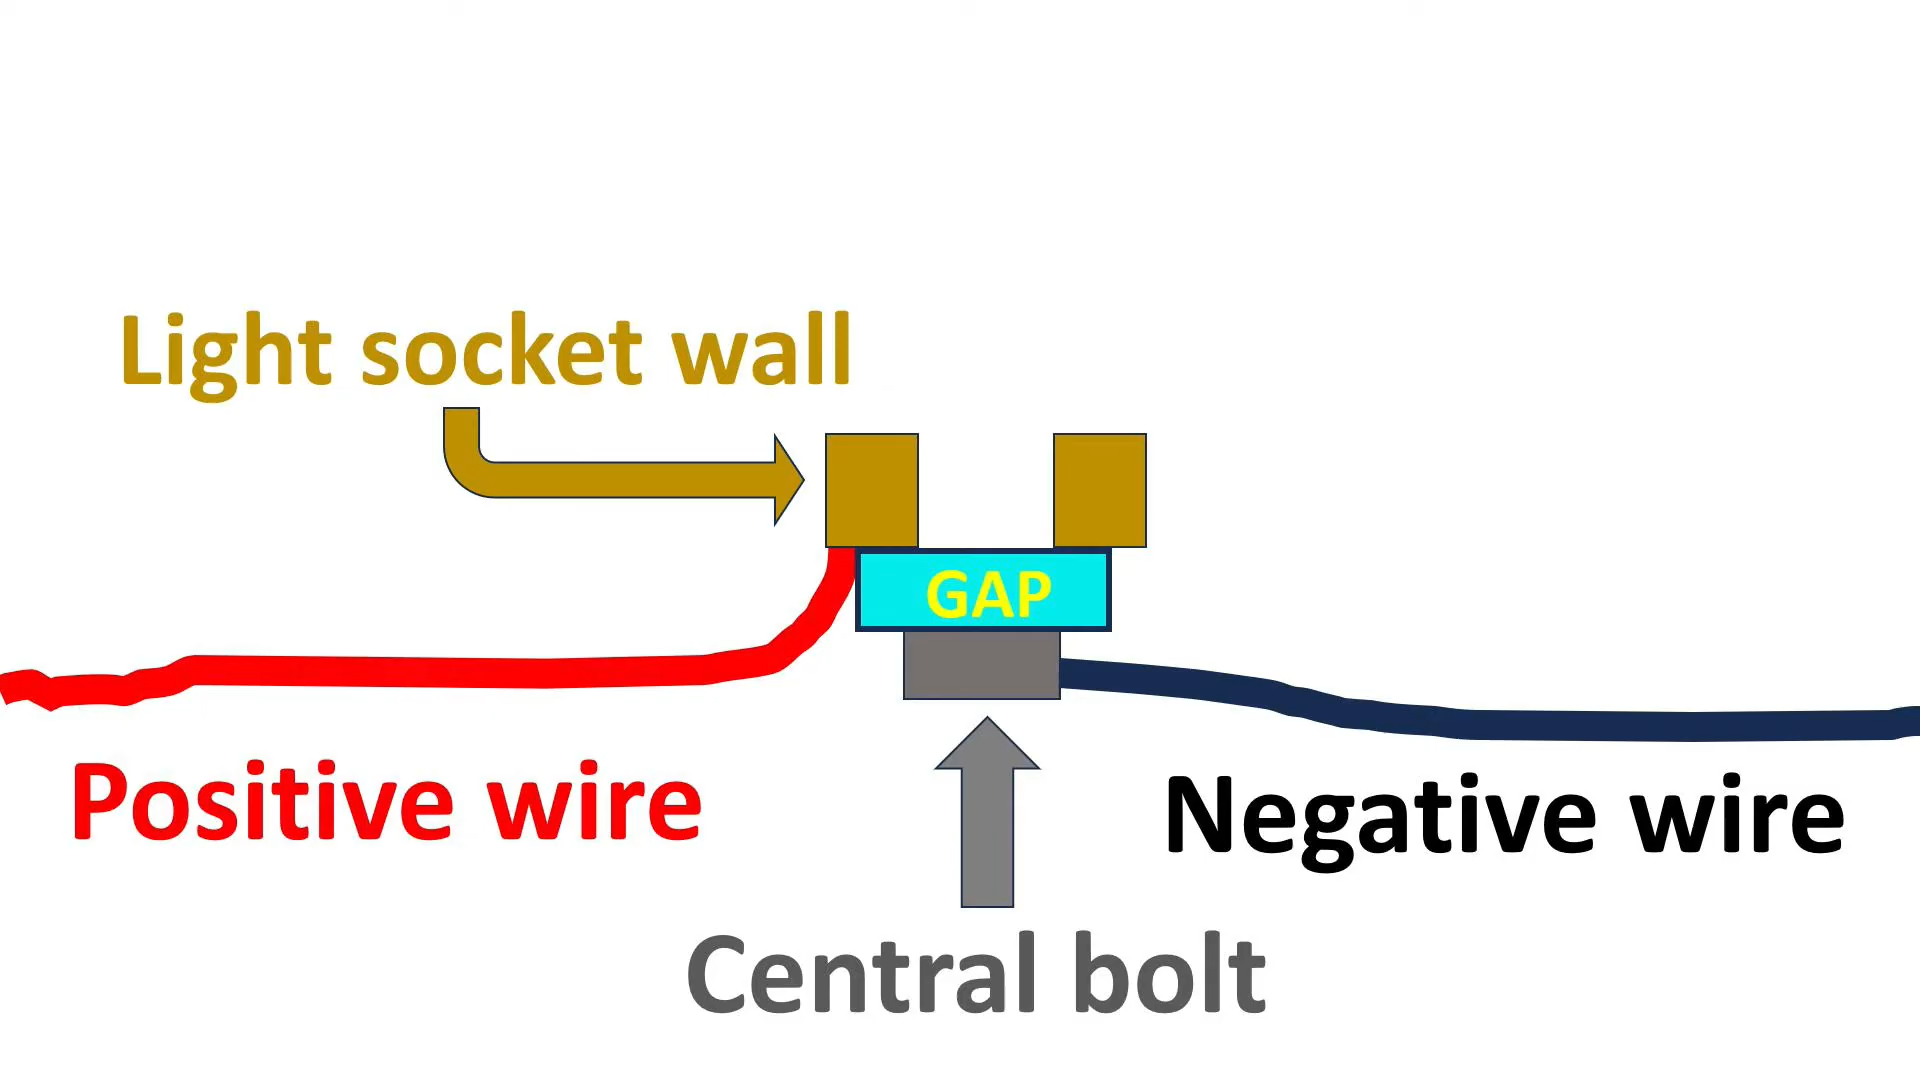 Light socket wall
GAP
Positive wire
Negative wire
Central bolt